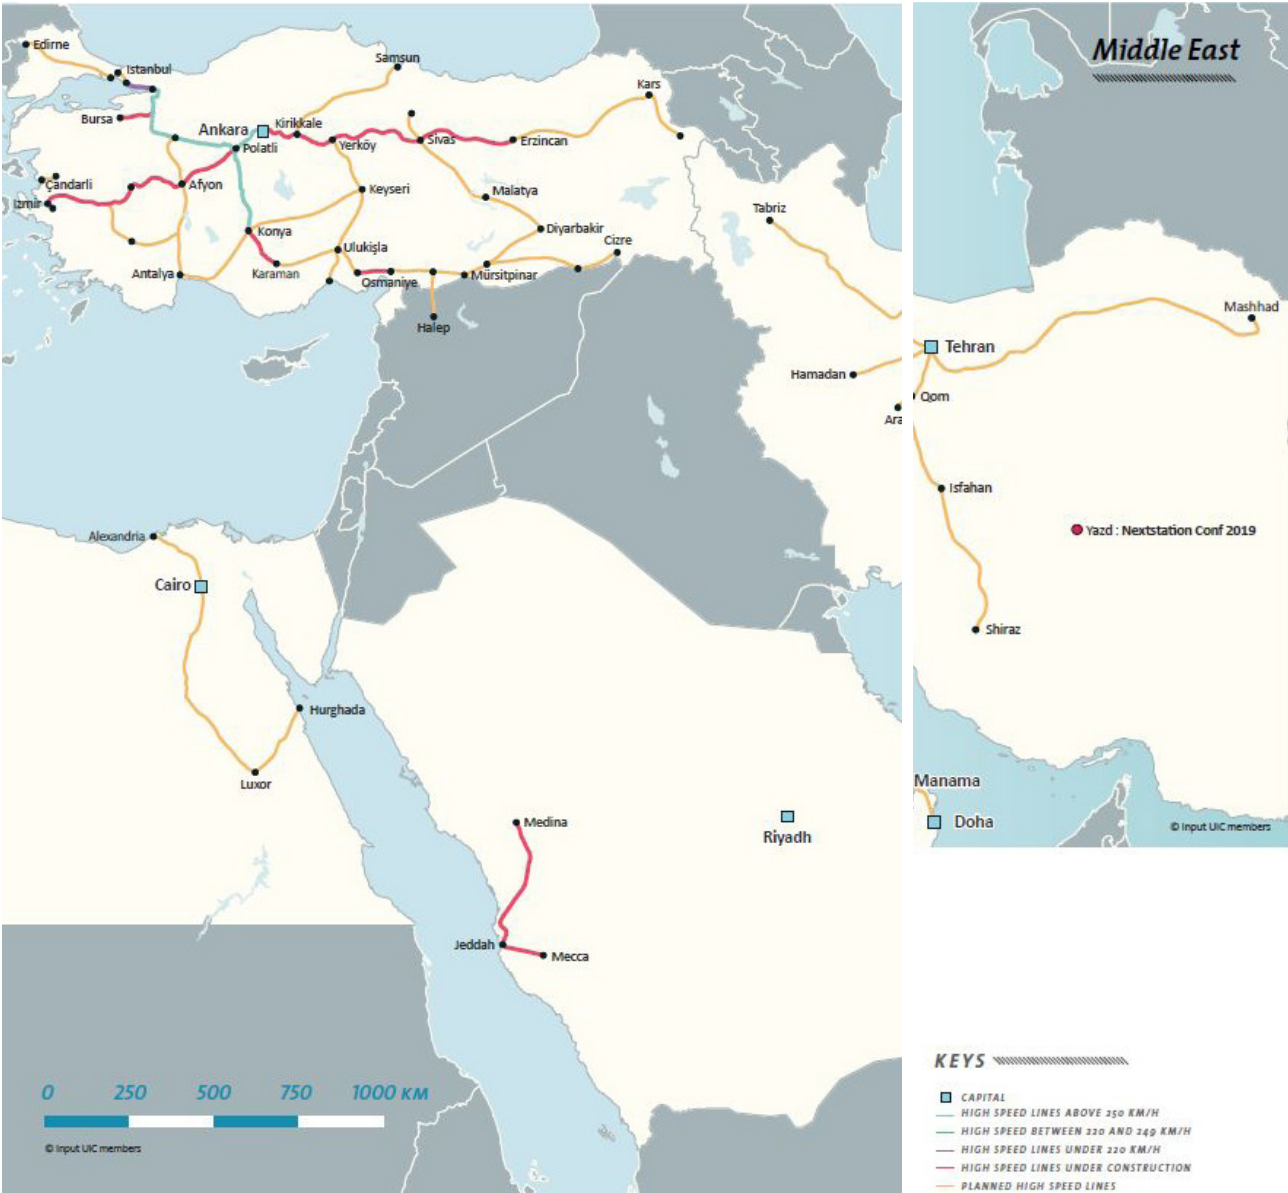 Middle East
Edirne
Istanbul
Samsun
Kars
Bursa
Ankara
Kirikkale
Polatli
Yerköy
Sivas
Erzincan
Çandarli
Afyon
Keyseri
Malatya
Izmir
Konya
Diyarbakir
Tabriz
Ulukişla
Cizre
Antalya
Karaman
Osmaniye
Mürsitpinar
Halep
Mashhad
Tehran
Hamadan
Qom
Ara
Isfahan
Alexandria
Yazd : Nextstation Conf 2019
Cairo
Shiraz
Hurghada
Luxor
Manama
Medina
Riyadh
Doha
© Input UIC members
Jeddah
Mecca
0 250 500 750 1000 KM
© Input UIC members
KEYS
CAPITAL
HIGH SPEED LINES ABOVE 250 KM/H
HIGH SPEED BETWEEN 220 AND 249 KM/H
HIGH SPEED LINES UNDER 220 KM/H
HIGH SPEED LINES UNDER CONSTRUCTION
PLANNED HIGH SPEED LINES